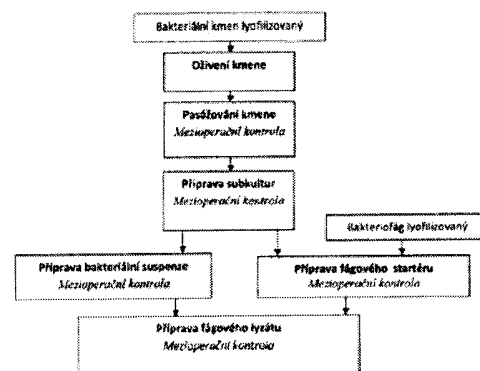 Bakteriální kmen lyofilizovaný
Oživení kmene
Pasážování kmene
Mezioperační kontrola
Příprava subkultur
Mezioperační kontrola
Bakteriofág lyofilizovaný
Příprava bakteriální suspenze
Mezioperační kontrola
Příprava fágového startéru
Mezioperační kontrola
Příprava fágového lyzátu
Mezioperační kontrola